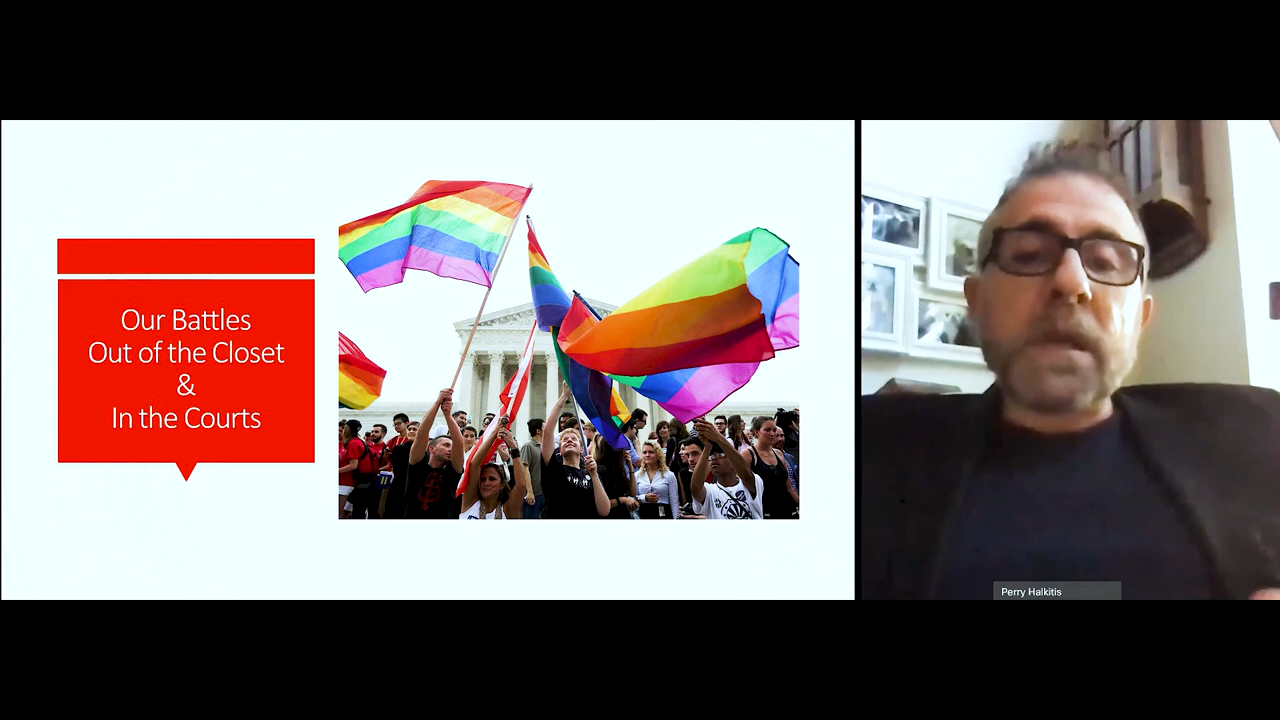 Our Battles
Out of the Closet
&
In the Courts
Perry Halkitis